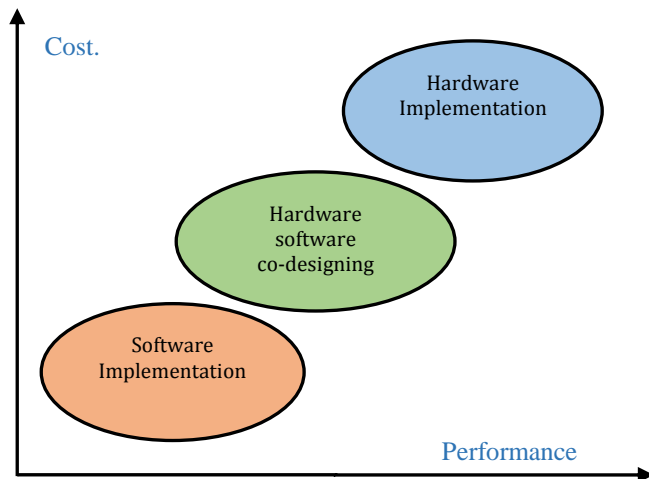 Cost.
Hardware
Implementation
Hardware
software
co-designing
Software
Implementation
Performance